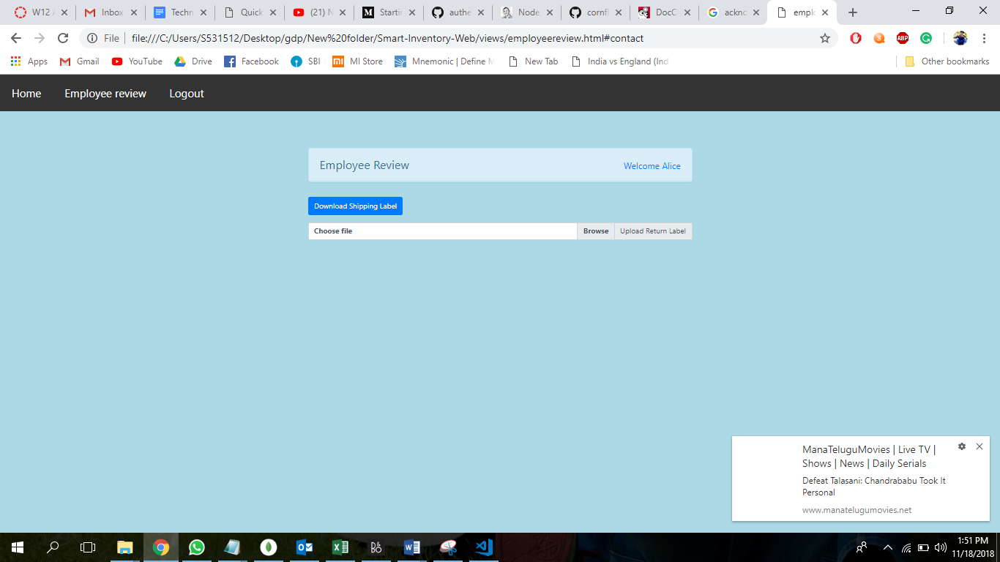 W12 A
Inbox
Techn
Quick
(21) N
Startin
authe
Node
cornfl
DocCh
ackno
emplo
File
file:///C:/Users/S531512/Desktop/gdp/New%20folder/Smart-Inventory-Web/views/employeereview.html#contact
ABP
Apps
Gmail
YouTube
Drive
Facebook
SBI
MI Store
Mnemonic | Define M
New Tab
India vs England (Ind
Other bookmarks
Home
Employee review
Logout
Employee Review
Welcome Alice
Download Shipping Label
Choose file
Browse
Upload Return Label
ManaTeluguMovies | Live TV |
Shows | News | Daily Serials
Defeat Talasani: Chandrababu Took It
Personal
www.manatelugumovies.net
1:51 PM
11/18/2018